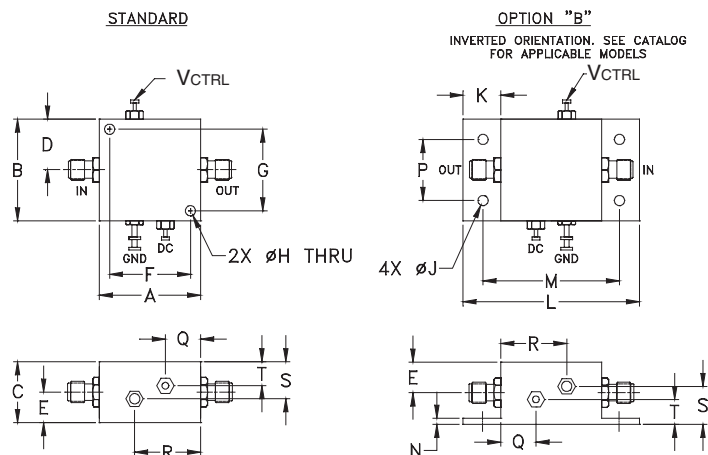 STANDARD
OPTION "B"
INVERTED ORIENTATION. SEE CATALOG
FOR APPLICABLE MODELS
VCTRL
VCTRL
K
D
B
G
P
IN
OUT
OUT
IN
GND
DC
DC
GND
2X øH THRU
4X øJ
F
A
M
L
Q
T
S
C
E
R
R
E
N
Q
T
S